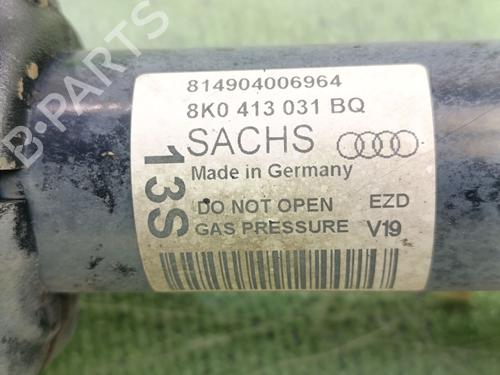 814904006964
8K0 413 031 BQ
SACHS
Made in Germany
13S
DO NOT OPEN EZD
GAS PRESSURE V19
B-PARTS